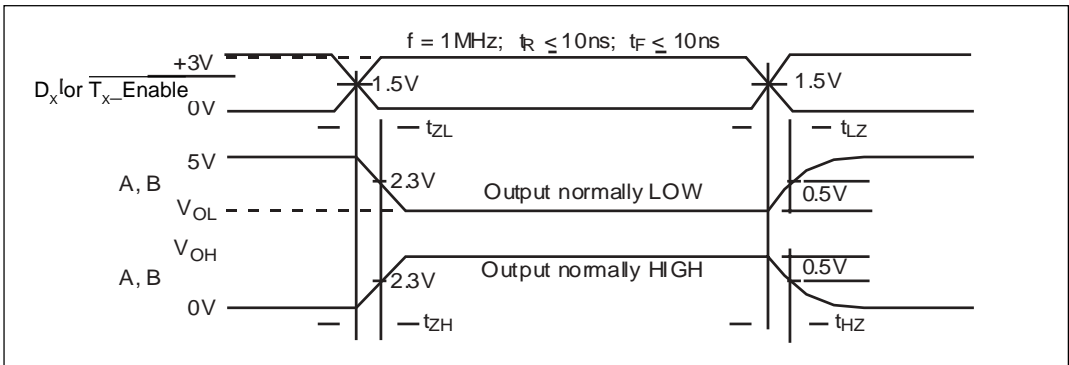 f = 1MHz; tR ≤ 10ns; tF ≤ 10ns
+3V
Dx or Tx_Enable
1.5V
1.5V
0V
tZL
tLZ
5V
A, B
2.3V
Output normally LOW
0.5V
VOL
VOH
A, B
2.3V
Output normally HIGH
0.5V
0V
tZH
tHZ